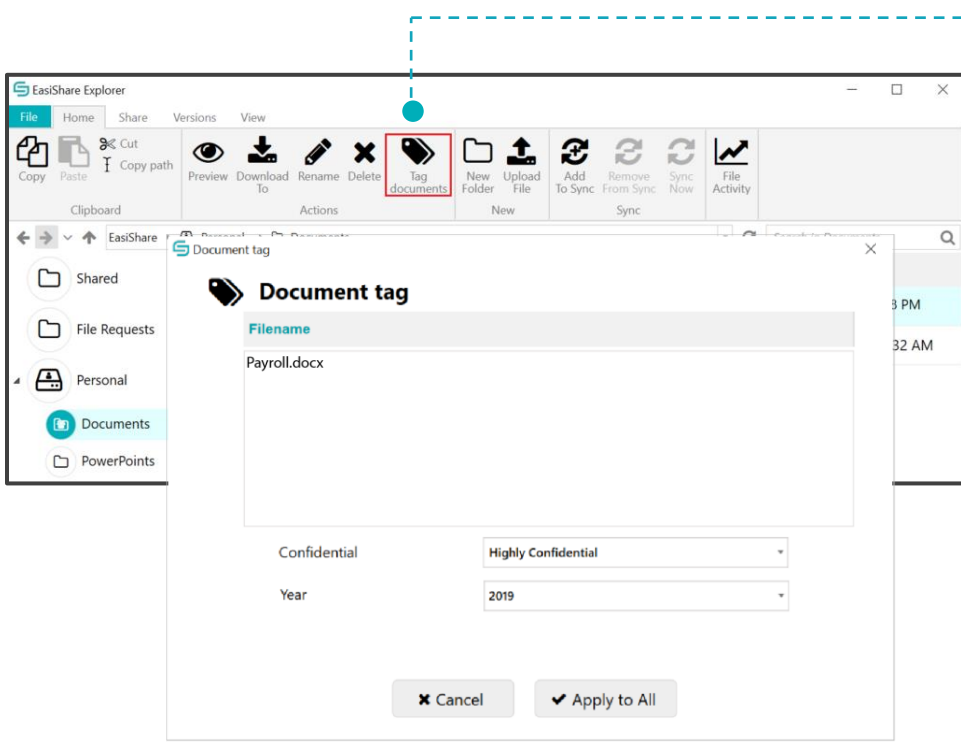 EasiShare Explorer
File Home Share Versions View
Copy Paste Cut Copy path Preview Download To Rename Delete Tag documents New Folder Upload File Add To Sync Remove From Sync Sync Now File Activity
Clipboard Actions New Sync
EasiShare
Document tag
Shared
Document tag
File Requests
Filename
Payroll.docx
Personal
Documents
PowerPoints
PM
32 AM
Confidential Highly Confidential
Year 2019
Cancel Apply to All